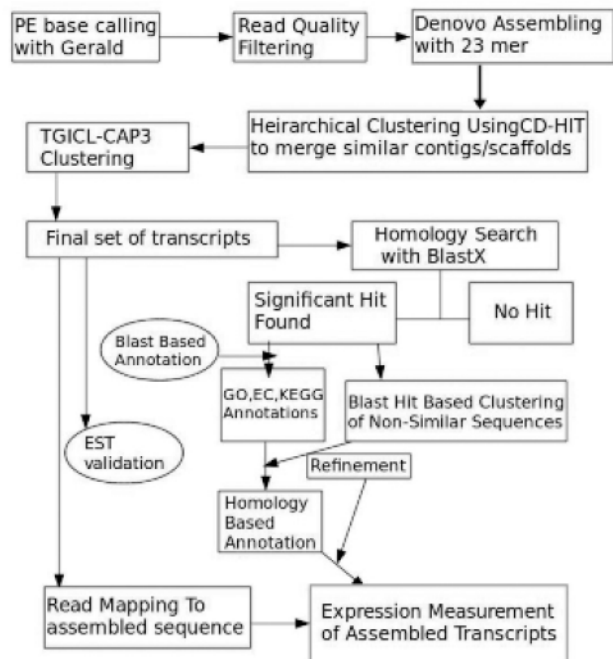 PE base calling
with Gerald
Read Quality
Filtering
Denovo Assembling
with 23 mer
TGICL-CAP3
Clustering
Heirarchical Clustering UsingCD-HIT
to merge similar contigs/scaffolds
Final set of transcripts
Homology Search
with BlastX
Significant Hit
Found
No Hit
Blast Based
Annotation
GO,EC,KEGG
Annotations
Blast Hit Based Clustering
of Non-Similar Sequences
EST
validation
Refinement
Homology
Based
Annotation
Read Mapping To
assembled sequence
Expression Measurement
of Assembled Transcripts